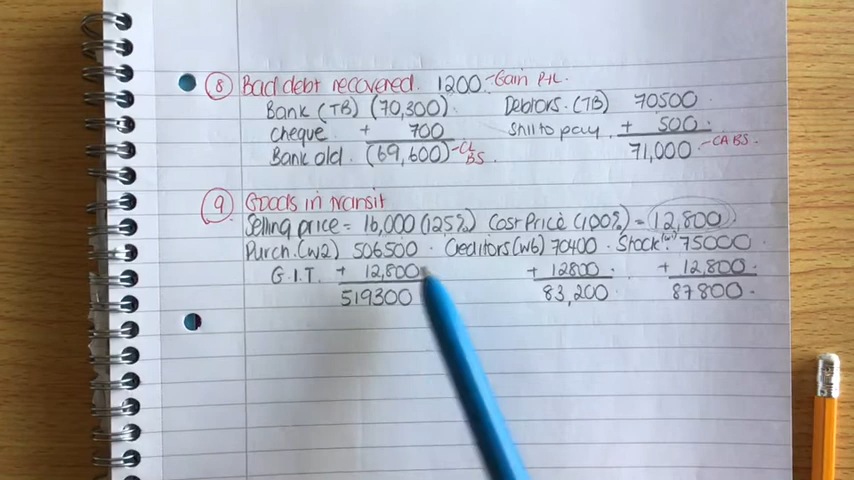 8 Bad debt recovered. 1200 - Gain P+L.
Bank (TB) (70,300). Debtors. (TB) 70500
cheque + 700 Still to pay + 500
Bank old. (69,600) - CL BS. 71,000 - CA BS.
9 Goods in transit
Selling price = 16,000 (125%) Cost Price (100%) = 12,800
Purch. (W2) 506500 . Creditors (W6) 70400 . Stock. (W1) 75000
G.I.T. + 12,800 + 12800 . + 12,800
519300 83,200 87800